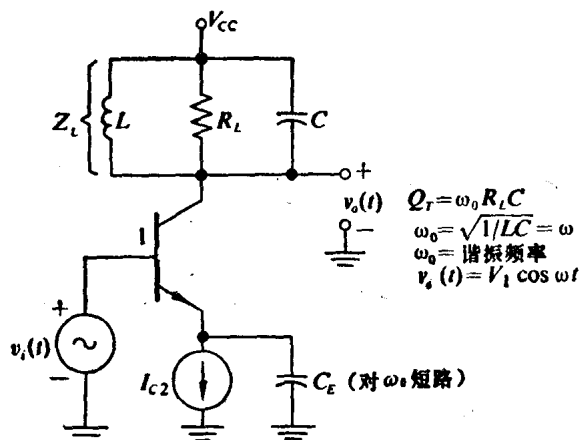 V_CC
Z_L
L
R_L
C
+
v_o(t)
−
Q_T=ω_0 R_L C
ω_0=√1/LC=ω
ω_0=谐振频率
v_i(t)=V_1 cos ωt
1
+
v_i(t)
−
I_C2
C_E (对ω_0短路)